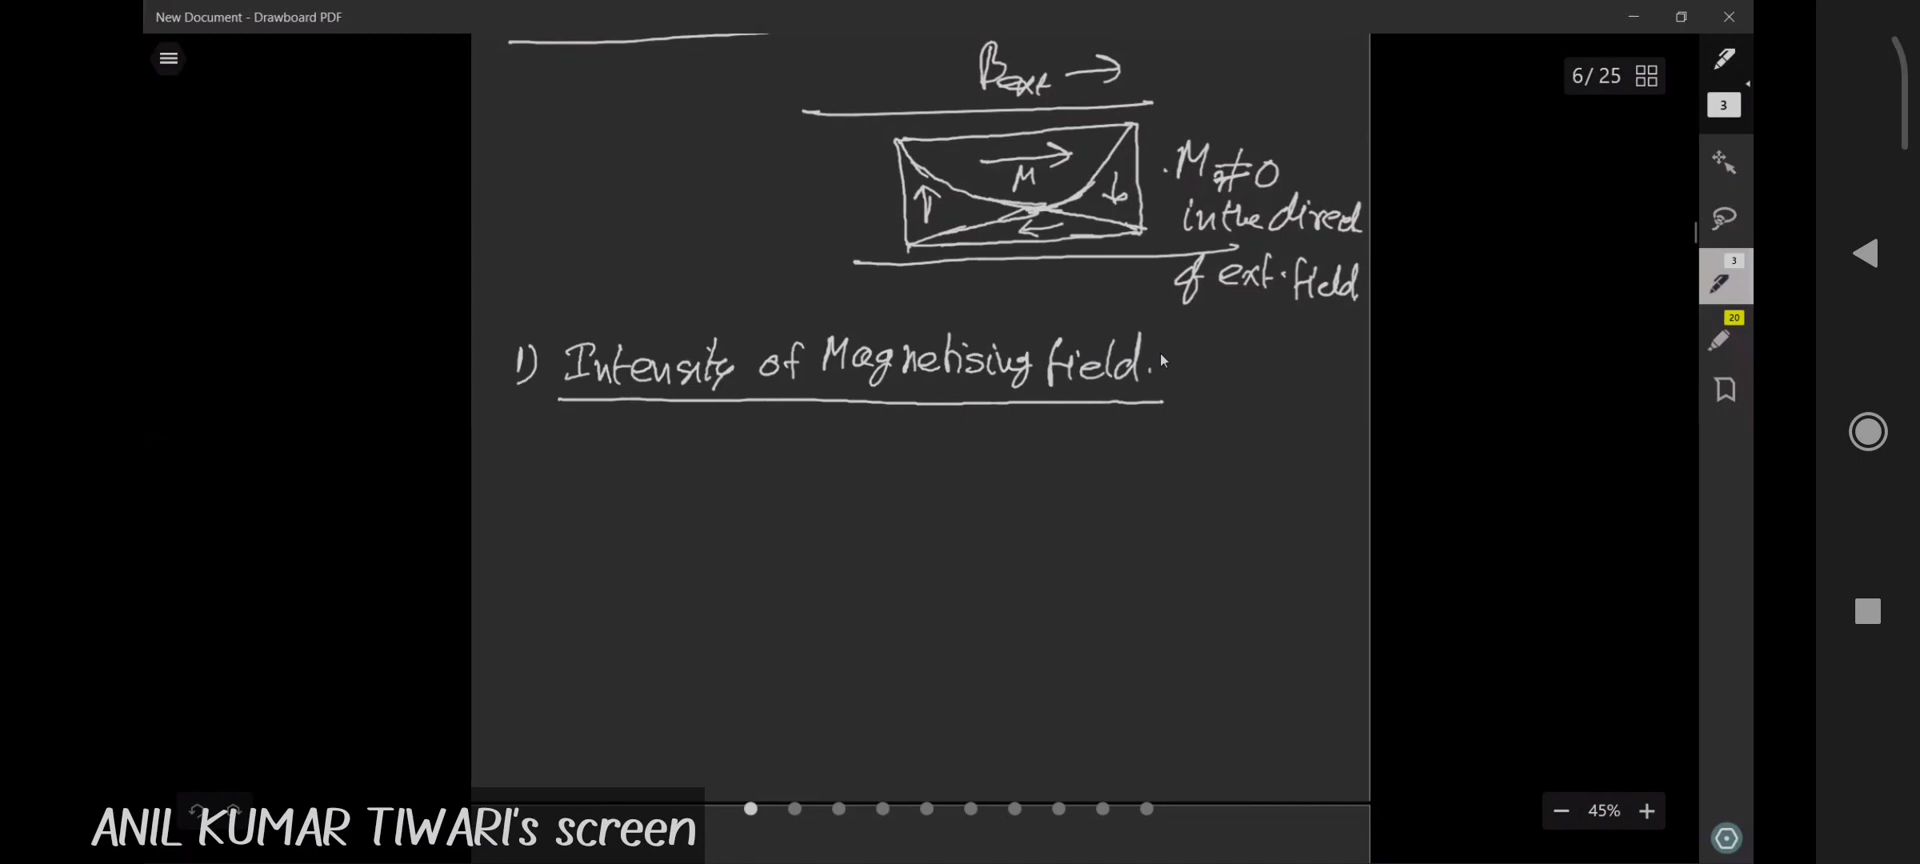 New Document - Drawboard PDF
6/ 25
3
Bext →
M
.M ≠0
in the direct
of ext. field
3
20
1) Intensity of Magnetising field.
ANIL KUMAR TIWARI's screen
45%